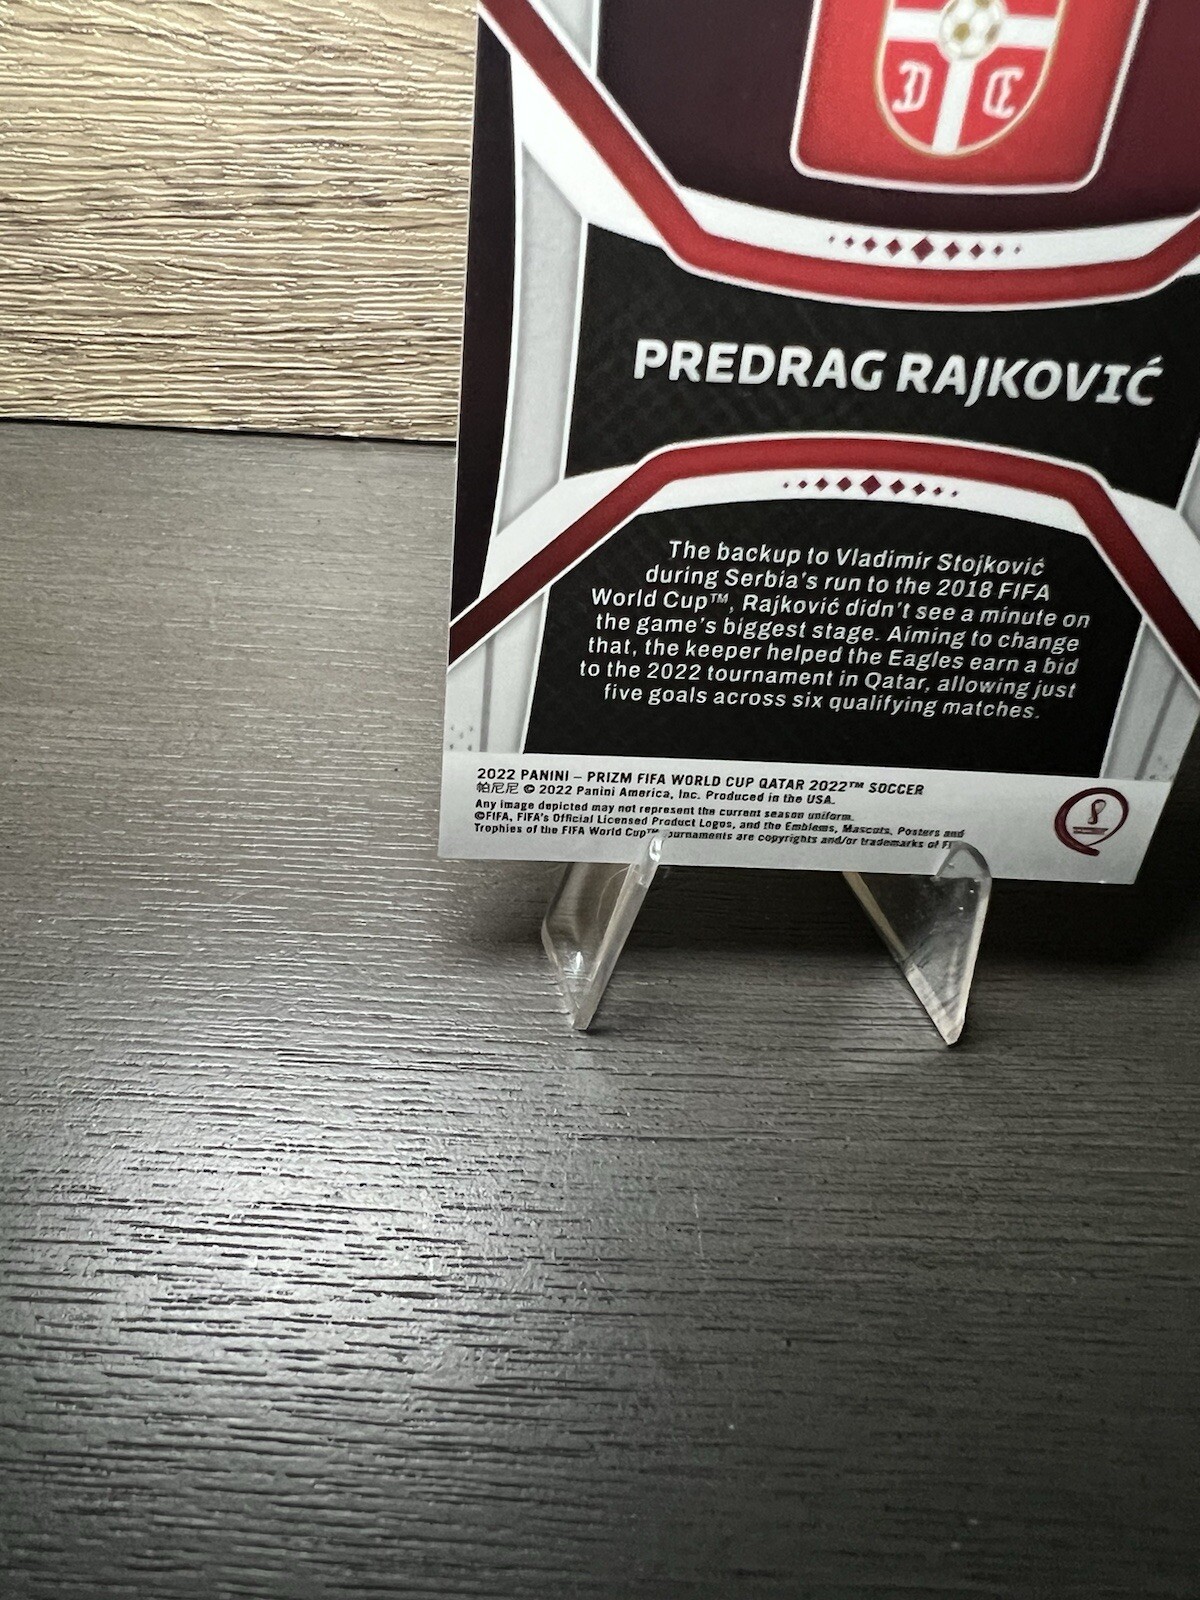 PREDRAG RAJKOVIĆ
The backup to Vladimir Stojković
during Serbia's run to the 2018 FIFA
World Cup™, Rajković didn't see a minute on
the game's biggest stage. Aiming to change
that, the keeper helped the Eagles earn a bid
to the 2022 tournament in Qatar, allowing just
five goals across six qualifying matches.
2022 PANINI – PRIZM FIFA WORLD CUP QATAR 2022™ SOCCER
帕尼尼 © 2022 Panini America, Inc. Produced in the USA.
Any image depicted may not represent the current season uniform.
©FIFA, FIFA's Official Licensed Product Logos, and the Emblems, Mascots, Posters and
Trophies of the FIFA World Cup™ are copyrights and/or trademarks of